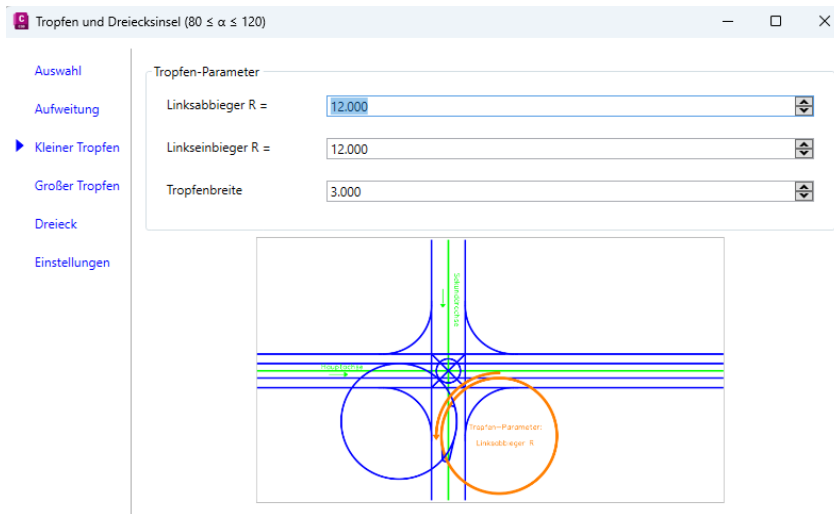 Tropfen und Dreiecksinsel (80 ≤ α ≤ 120)
Auswahl
Aufweitung
Kleiner Tropfen
Großer Tropfen
Dreieck
Einstellungen
Tropfen-Parameter
Linksabbieger R =
12.000
Linkseinbieger R =
12.000
Tropfenbreite
3.000
Hauptachse
Tropfen-Parameter:
Linksabbieger R